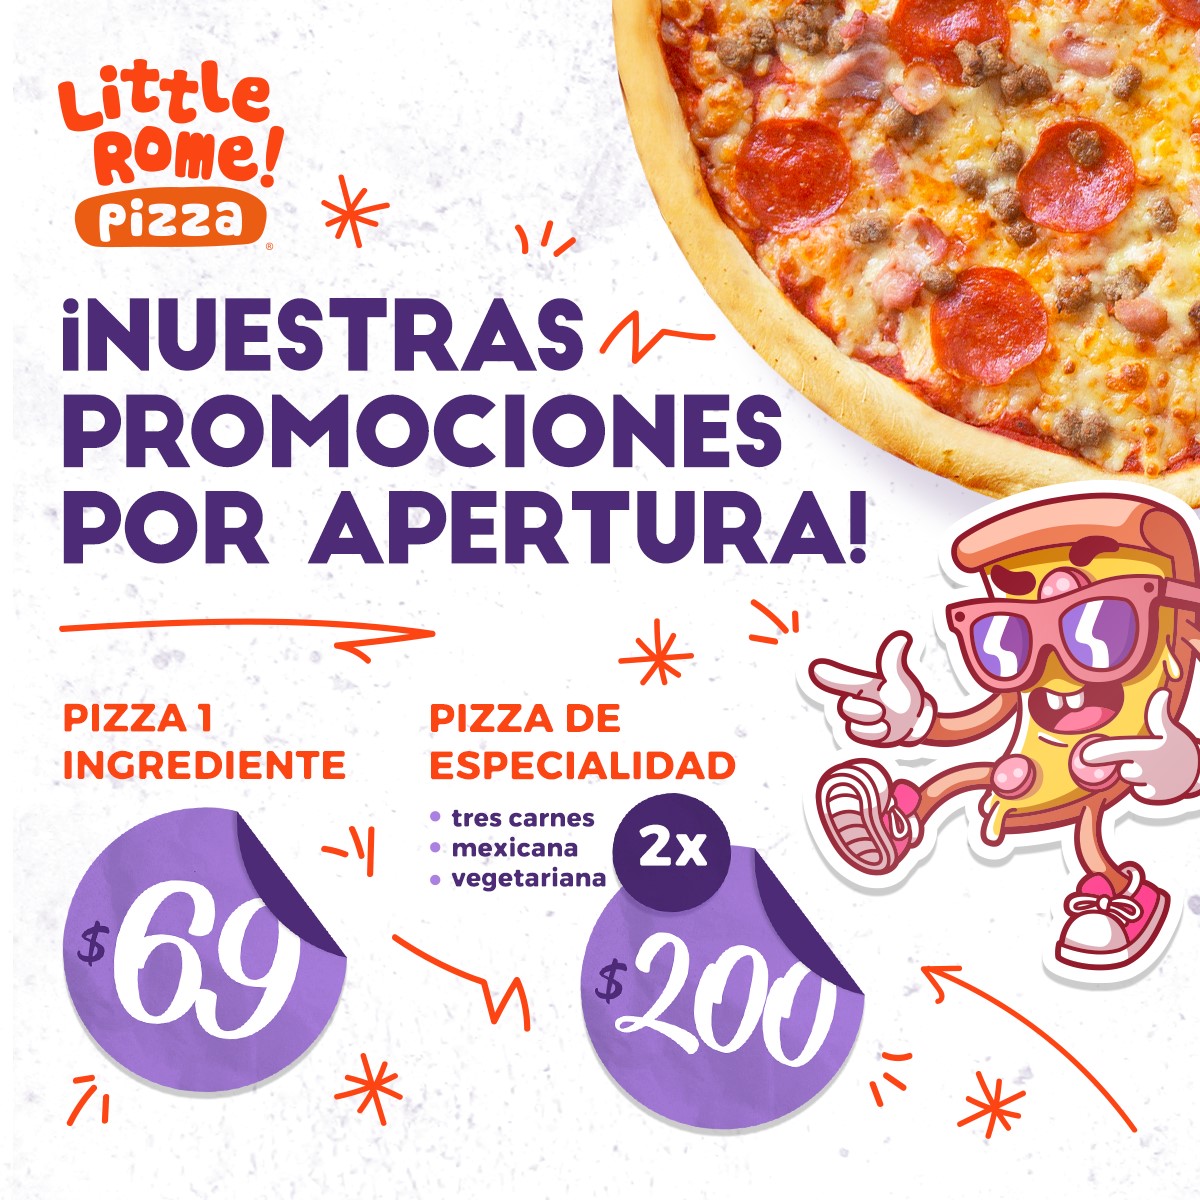 Little
Rome!
pizza
®
¡NUESTRAS
PROMOCIONES
POR APERTURA!
PIZZA 1
INGREDIENTE
$69
PIZZA DE
ESPECIALIDAD
• tres carnes
• mexicana
• vegetariana
2x
$200